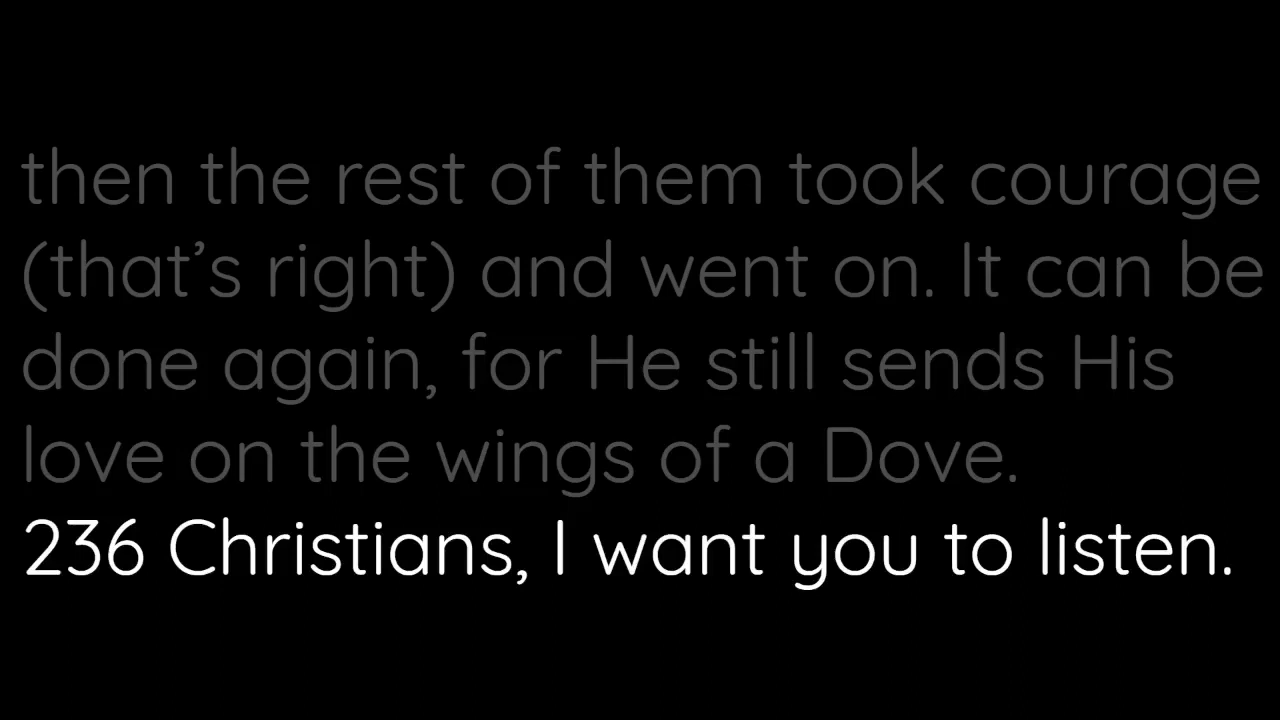 then the rest of them took courage
(that’s right) and went on. It can be
done again, for He still sends His
love on the wings of a Dove.
236 Christians, I want you to listen.